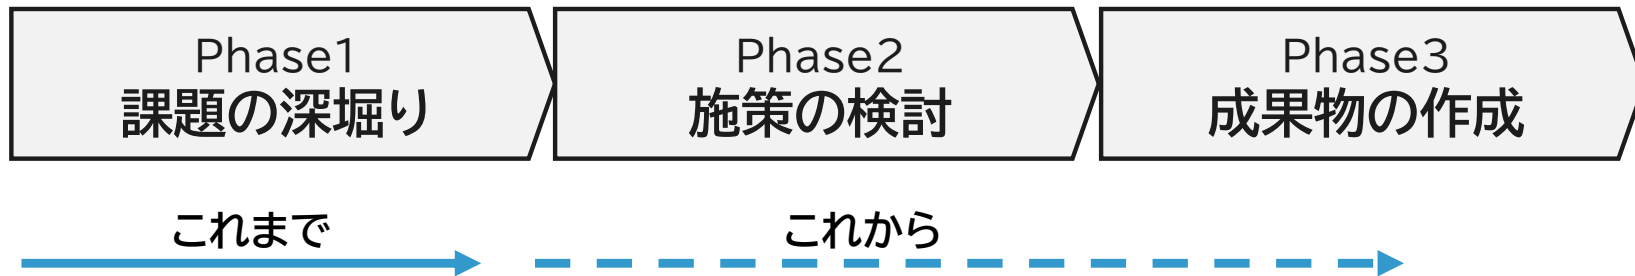 Phase1
課題の深堀り
Phase2
施策の検討
Phase3
成果物の作成
これまで
これから